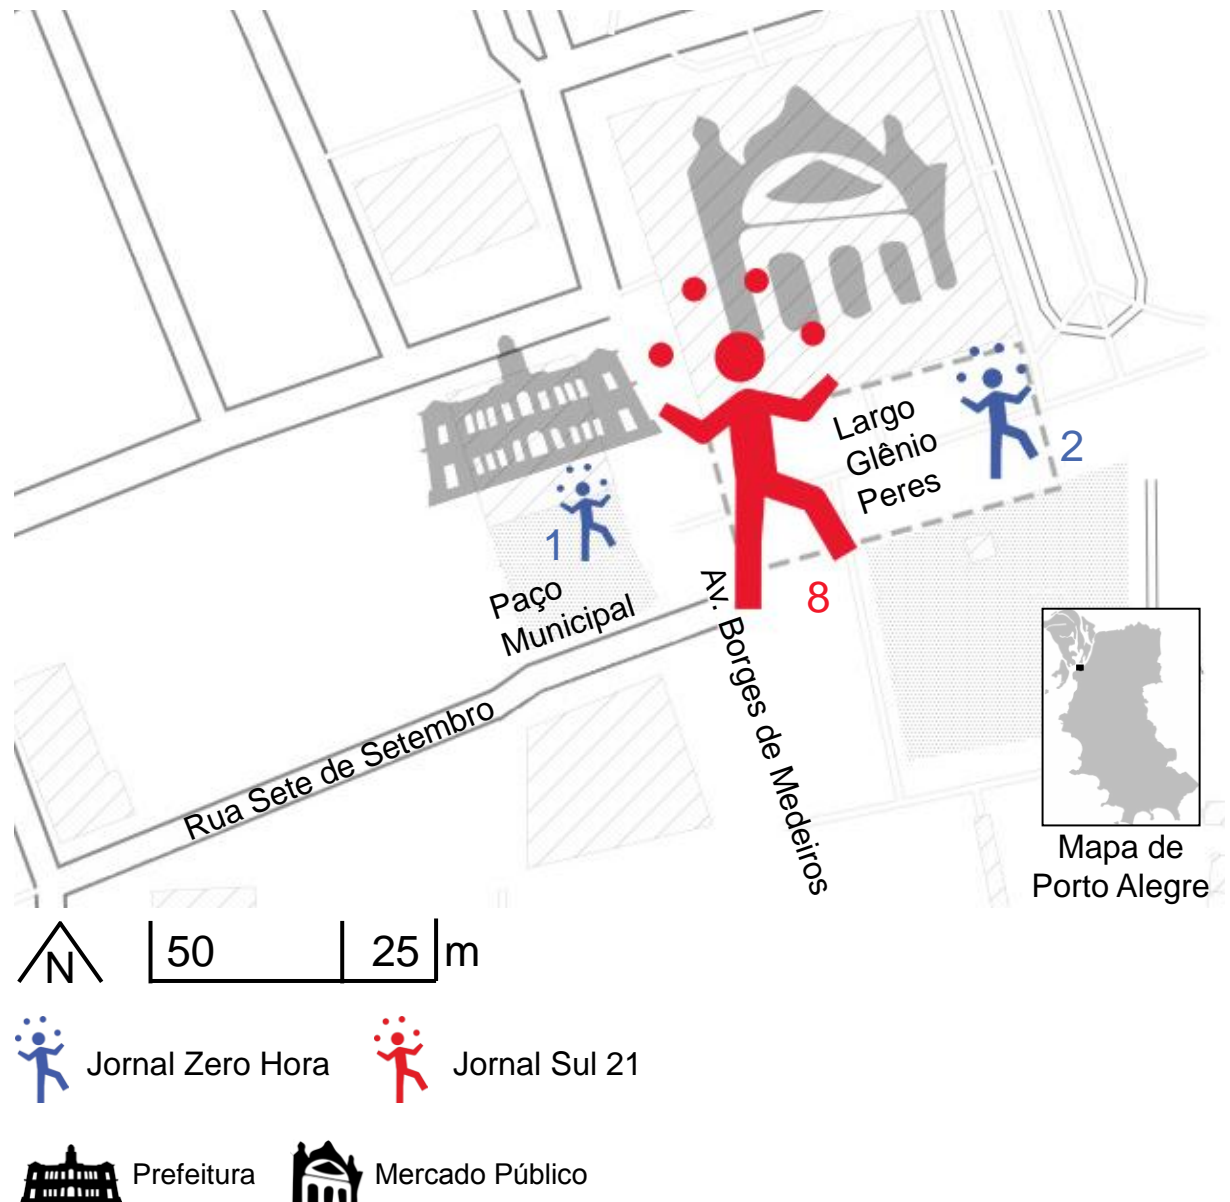 Largo
Glênio
Peres
2
1
Paço
Municipal
8
Av. Borges de Medeiros
Rua Sete de Setembro
Mapa de
Porto Alegre
N
50 25 m
Jornal Zero Hora Jornal Sul 21
Prefeitura Mercado Público